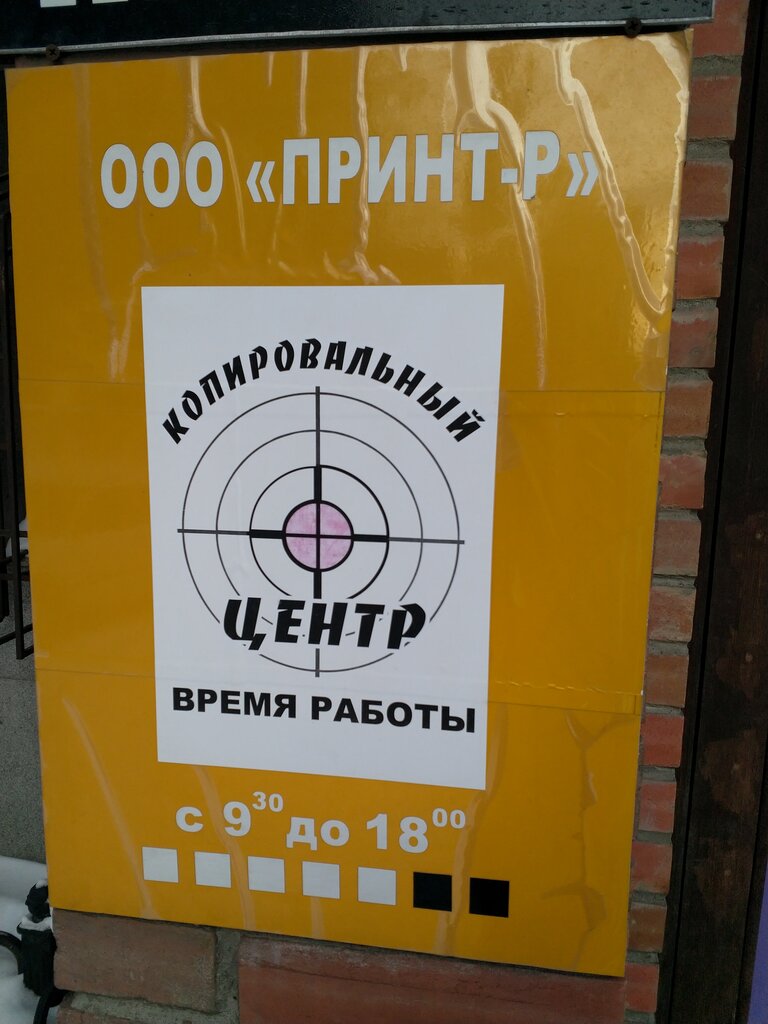 ООО «ПРИНТ-Р»
КОПИРОВАЛЬНЫЙ
ЦЕНТР
ВРЕМЯ РАБОТЫ
с 9³⁰ до 18⁰⁰